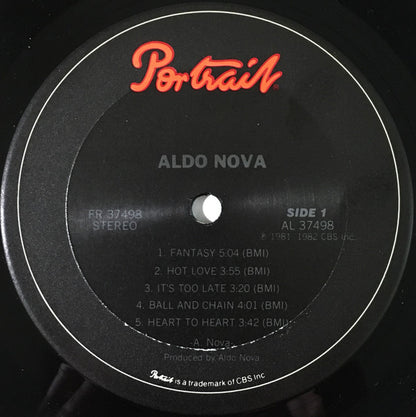 Portrait
ALDO NOVA
FR 37498
STEREO
SIDE 1
AL 37498
℗ 1981, 1982 CBS Inc.
1. FANTASY 5:04 (BMI)
2. HOT LOVE 3:55 (BMI)
3. IT'S TOO LATE 3:20 (BMI)
4. BALL AND CHAIN 4:01 (BMI)
5. HEART TO HEART 3:42 (BMI)
-A. Nova-
Produced by Aldo Nova
Portrait is a trademark of CBS Inc